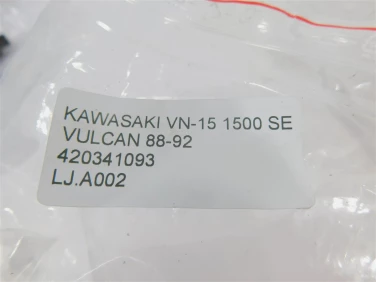 KAWASAKI VN-15 1500 SE
VULCAN 88-92
420341093
LJ.A002